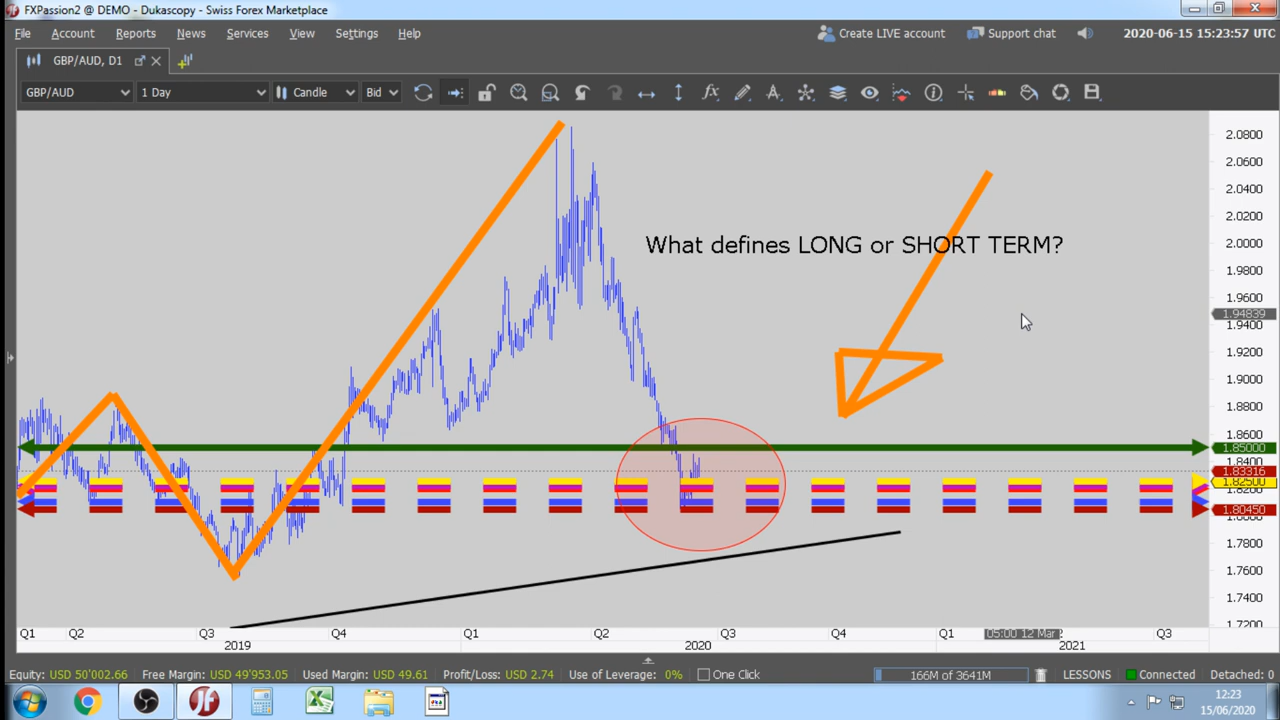 FXPassion2 @ DEMO - Dukascopy - Swiss Forex Marketplace
File Account Reports News Services View Settings Help
Create LIVE account Support chat 2020-06-15 15:23:57 UTC
GBP/AUD, D1
GBP/AUD 1 Day Candle Bid
What defines LONG or SHORT TERM?
2.0800
2.0600
2.0400
2.0200
2.0000
1.9800
1.9600
1.94839
1.9400
1.9200
1.9000
1.8800
1.8600
1.85000
1.8400
1.83316
1.82500
1.80450
1.7800
1.7600
1.7400
1.7200
Q1 Q2 Q3 Q4 Q1 Q2 Q3 Q4 Q1 05:00 12 Mar Q3
2019 2020 2021
Equity: USD 50'002.66 Free Margin: USD 49'953.05 Used Margin: USD 49.61 Profit/Loss: USD 2.74 Use of Leverage: 0% One Click 166M of 3641M LESSONS Connected Detached: 0
12:23
15/06/2020